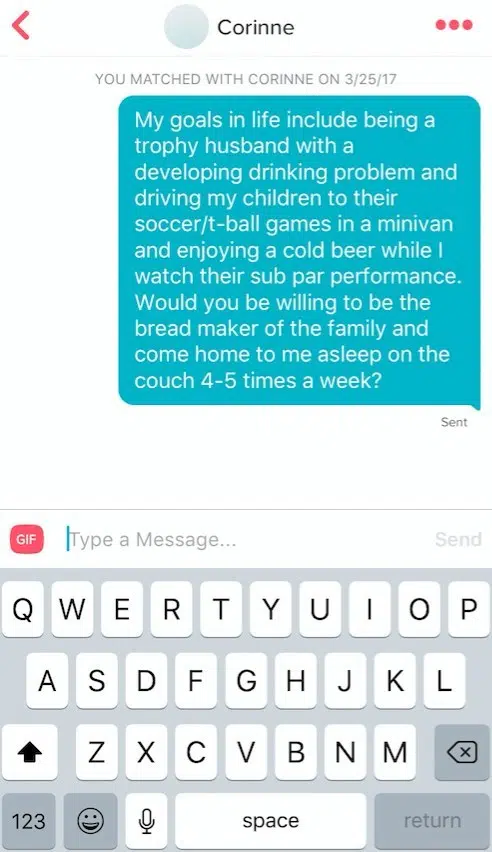 Corinne
YOU MATCHED WITH CORINNE ON 3/25/17
My goals in life include being a
trophy husband with a
developing drinking problem and
driving my children to their
soccer/t-ball games in a minivan
and enjoying a cold beer while I
watch their sub par performance.
Would you be willing to be the
bread maker of the family and
come home to me asleep on the
couch 4-5 times a week?
Sent
GIF Type a Message... Send
Q W E R T Y U I O P
A S D F G H J K L
Z X C V B N M
123 space return